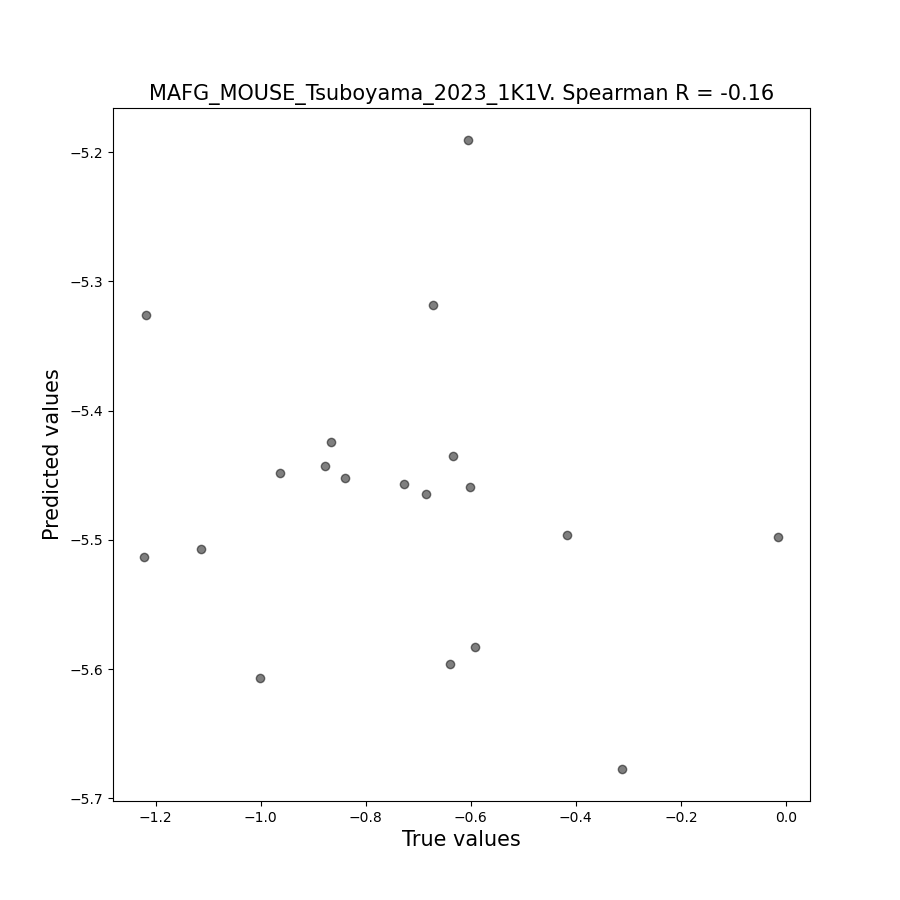 MAFG_MOUSE_Tsuboyama_2023_1K1V. Spearman R = -0.16
−5.2
−5.3
−5.4
−5.5
−5.6
−5.7
Predicted values
−1.2 −1.0 −0.8 −0.6 −0.4 −0.2 0.0
True values